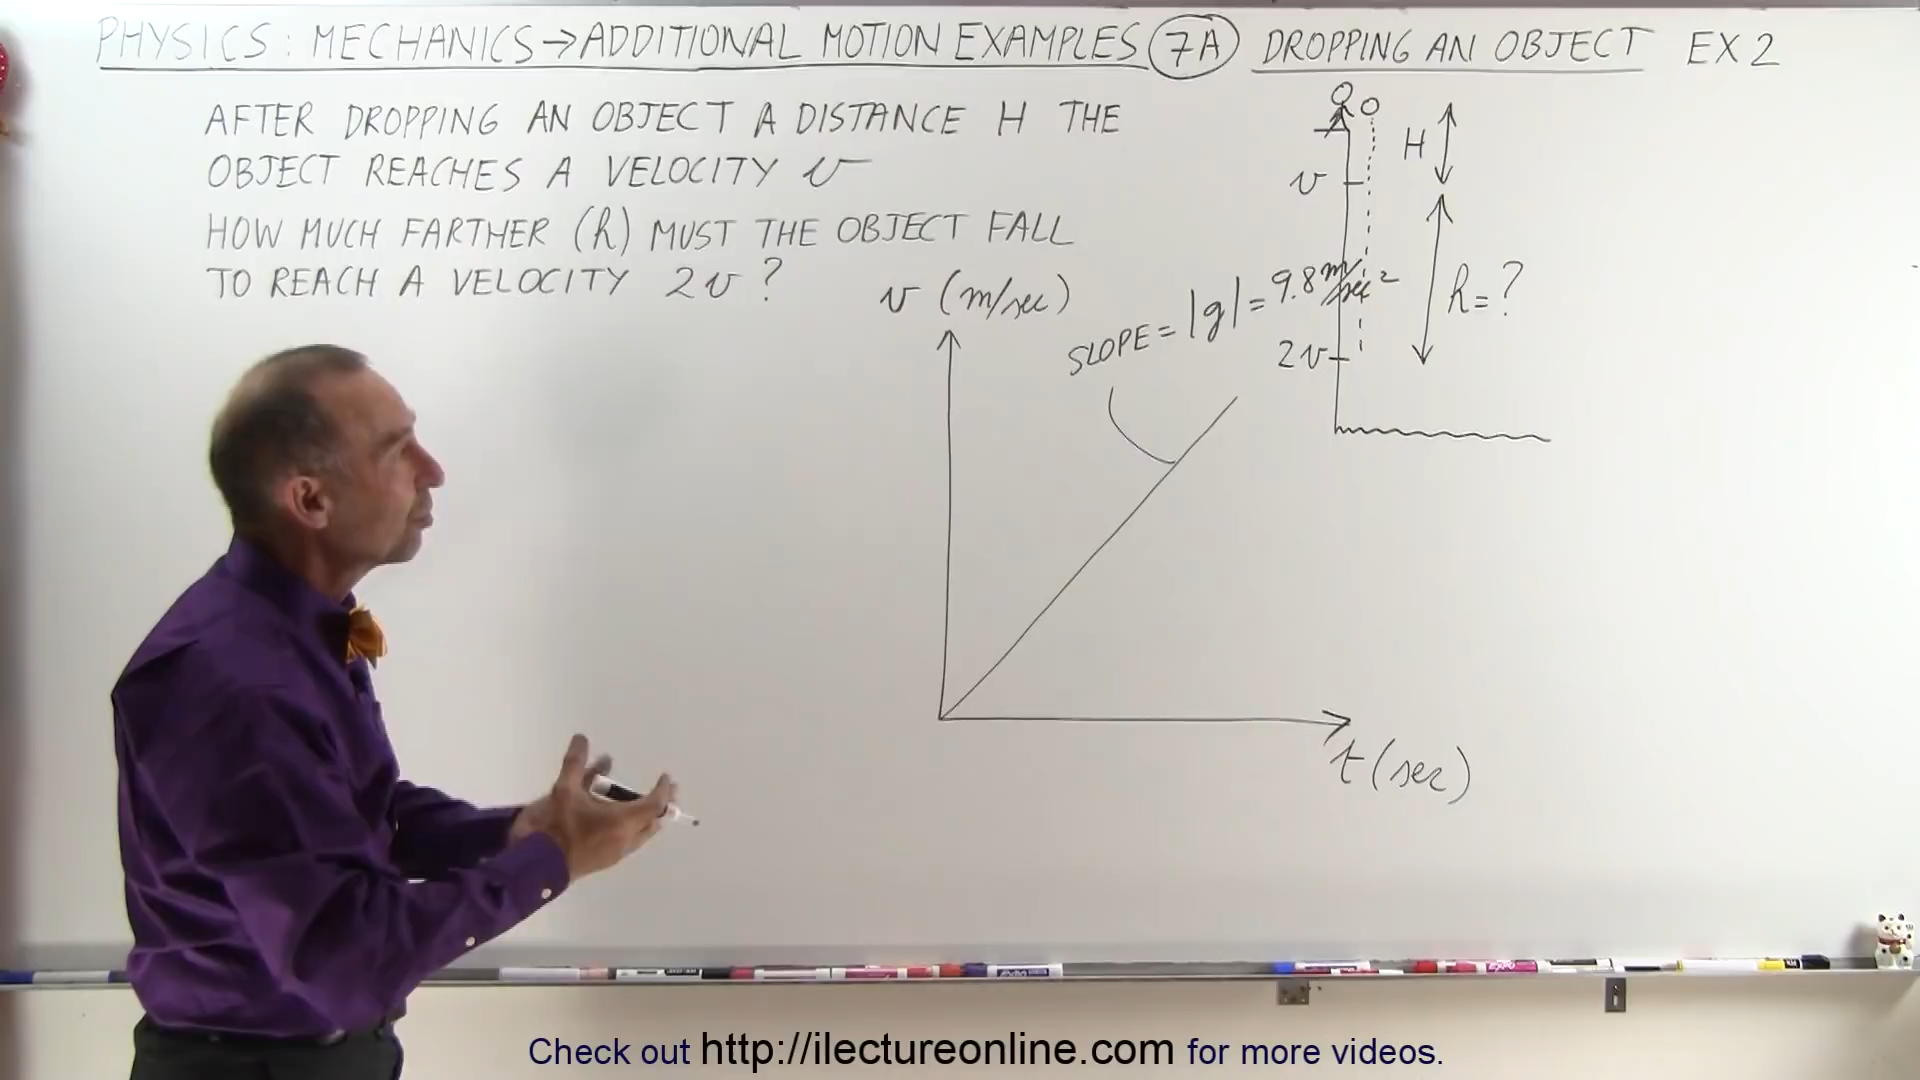 PHYSICS: MECHANICS → ADDITIONAL MOTION EXAMPLES 7A DROPPING AN OBJECT EX 2
AFTER DROPPING AN OBJECT A DISTANCE H THE
OBJECT REACHES A VELOCITY v
HOW MUCH FARTHER (h) MUST THE OBJECT FALL
TO REACH A VELOCITY 2v ?
H
v
h = ?
2v
v (m/sec)
SLOPE = |g| = 9.8 m/sec²
t (sec)
Check out http://ilectureonline.com for more videos.